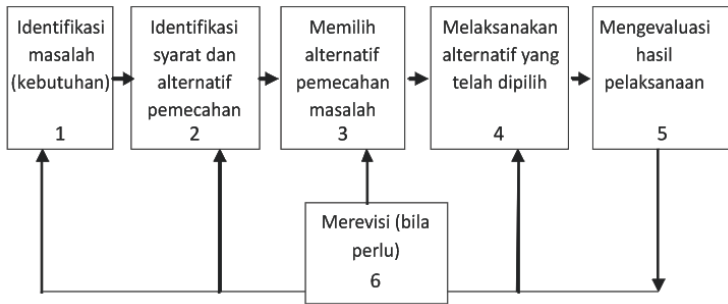 Identifikasi
masalah
(kebutuhan)
1
Identifikasi
syarat dan
alternatif
pemecahan
2
Memilih
alternatif
pemecahan
masalah
3
Melaksanakan
alternatif yang
telah dipilih
4
Mengevaluasi
hasil
pelaksanaan
5
Merevisi (bila
perlu)
6